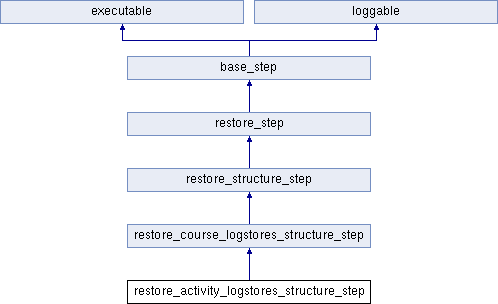 executable
loggable
base_step
restore_step
restore_structure_step
restore_course_logstores_structure_step
restore_activity_logstores_structure_step